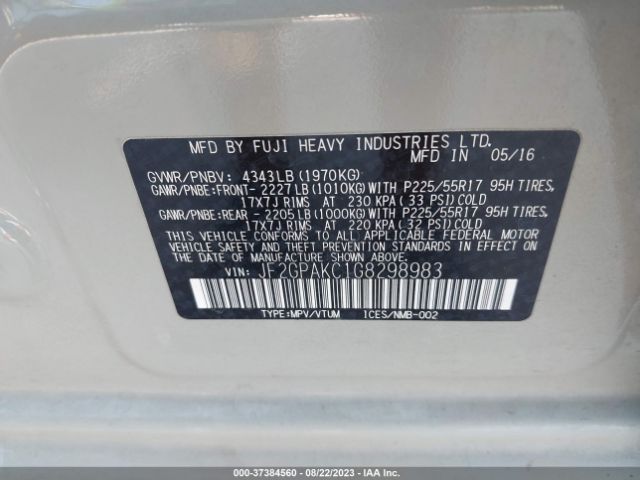 MFD BY FUJI HEAVY INDUSTRIES LTD.
MFD IN 05/16
GVWR/PNBV: 4343LB (1970KG)
GAWR/PNBE:FRONT- 2227LB (1010KG) WITH P225/55R17 95H TIRES,
17X7J RIMS AT 230 KPA (33 PSI) COLD
GAWR/PNBE:REAR - 2205LB (1000KG) WITH P225/55R17 95H TIRES,
17X7J RIMS AT 220 KPA (32 PSI) COLD
THIS VEHICLE CONFORMS TO ALL APPLICABLE FEDERAL MOTOR
VEHICLE SAFETY AND THEFT PREVENTION STANDARDS IN EFFECT ON
THE DATE OF MANUFACTURE SHOWN ABOVE.
VIN: JF2GPAKC1G8298983
TYPE:MPV/VTUM 1CES/NMB-002
000-37384560 - 08/22/2023 - IAA Inc.